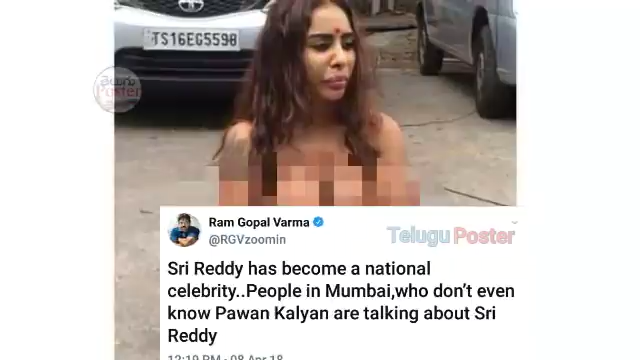 TS16EG5598
తెలుగు
Poster
Ram Gopal Varma
@RGVzoomin
Telugu Poster
Sri Reddy has become a national
celebrity..People in Mumbai,who don't even
know Pawan Kalyan are talking about Sri
Reddy
12:19 PM - 08 Apr 18